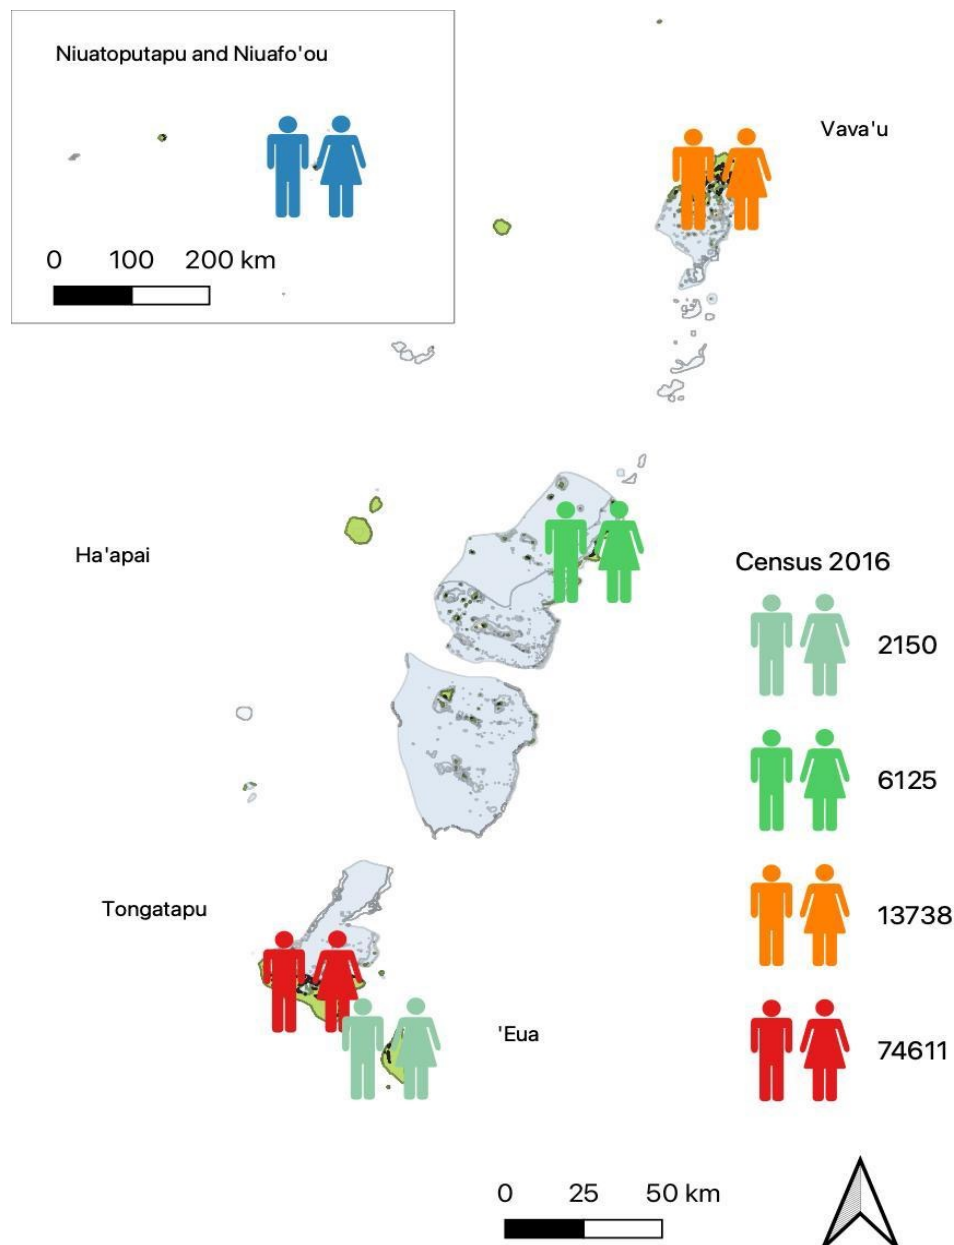 Niuatoputapu and Niuafo'ou
0 100 200 km
Vava'u
Ha'apai
Census 2016
2150
6125
13738
74611
Tongatapu
'Eua
0 25 50 km